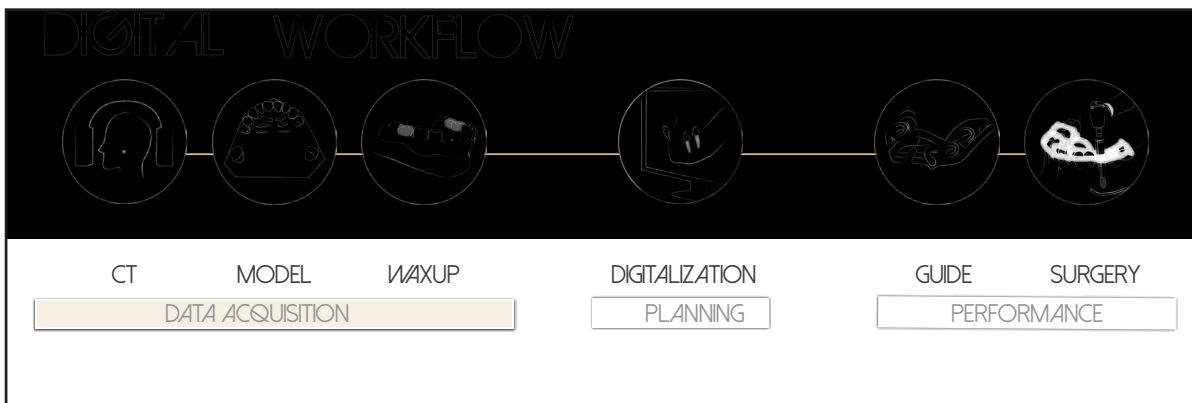 DIGITAL WORKFLOW
CT MODEL WAXUP DIGITALIZATION GUIDE SURGERY
DATA ACQUISITION PLANNING PERFORMANCE